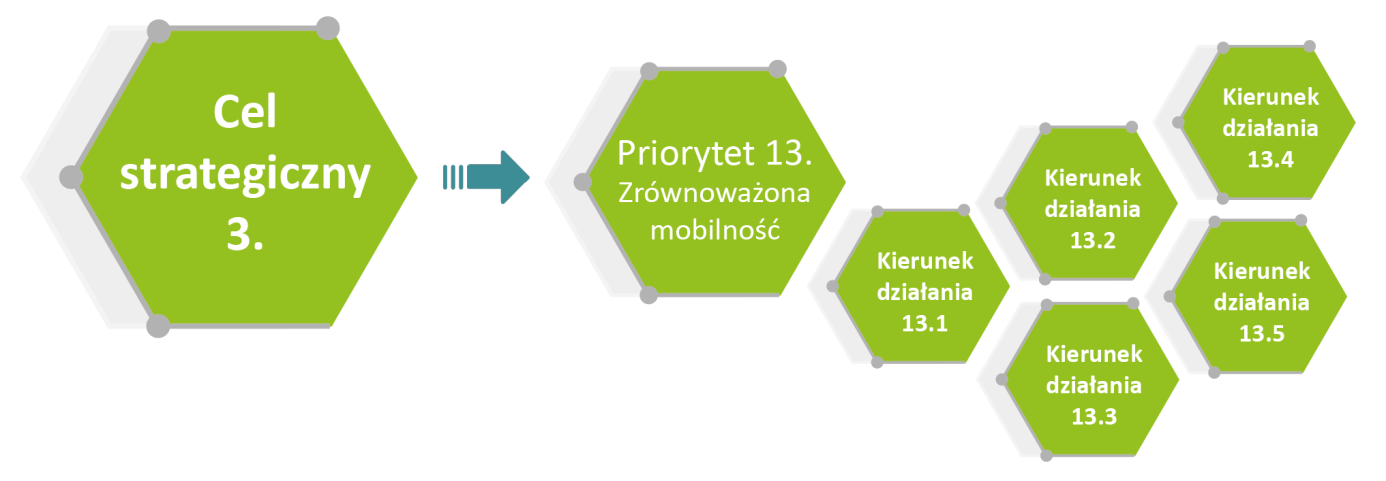 Cel
strategiczny
3.
Priorytet 13.
Zrównoważona
mobilność
Kierunek
działania
13.1
Kierunek
działania
13.2
Kierunek
działania
13.3
Kierunek
działania
13.4
Kierunek
działania
13.5